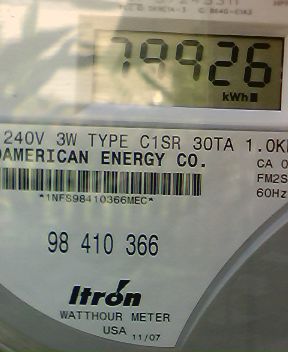 79926
kWh
240V 3W TYPE C1SR 30TA 1.0K
AMERICAN ENERGY CO.
CA
FM2S
*1NFS98410366MEC*
60Hz
98 410 366
Itron
WATTHOUR METER
USA 11/07